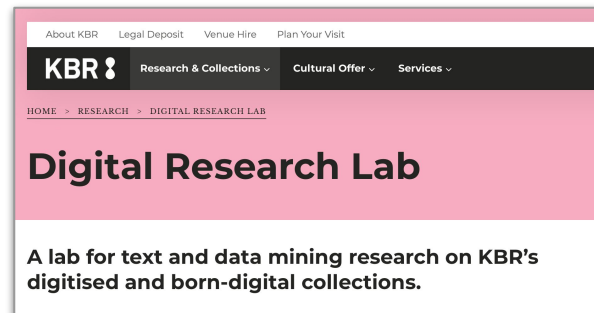 About KBR Legal Deposit Venue Hire Plan Your Visit
KBR Research & Collections Cultural Offer Services
HOME > RESEARCH > DIGITAL RESEARCH LAB
Digital Research Lab
A lab for text and data mining research on KBR’s
digitised and born-digital collections.